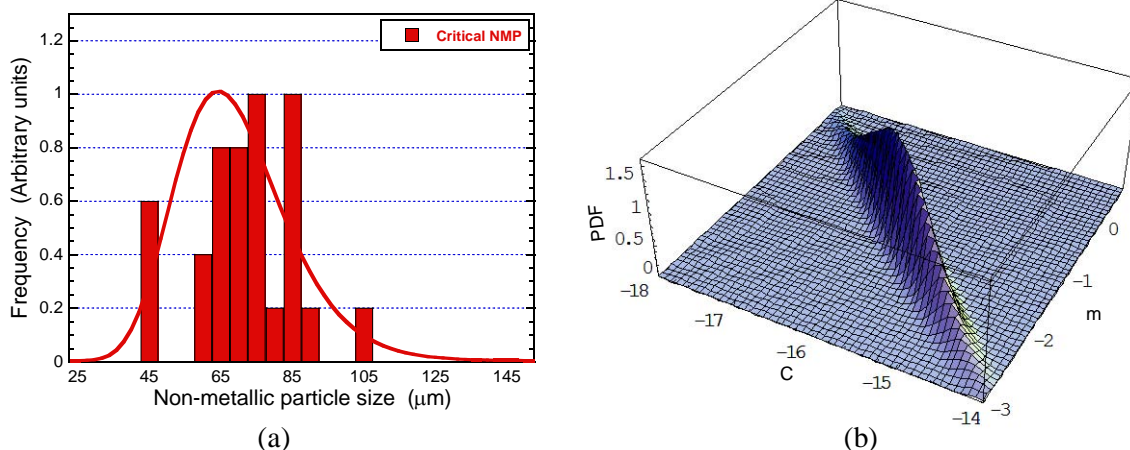 1.2
1
0.8
0.6
0.4
0.2
0
Frequency (Arbitrary units)
Critical NMP
25 45 65 85 105 125 145
Non-metallic particle size (μm)
(a)
1.5
1
0.5
0
PDF
-18
-17
-16
-15
-14
C
0
-1
-2
-3
m
(b)